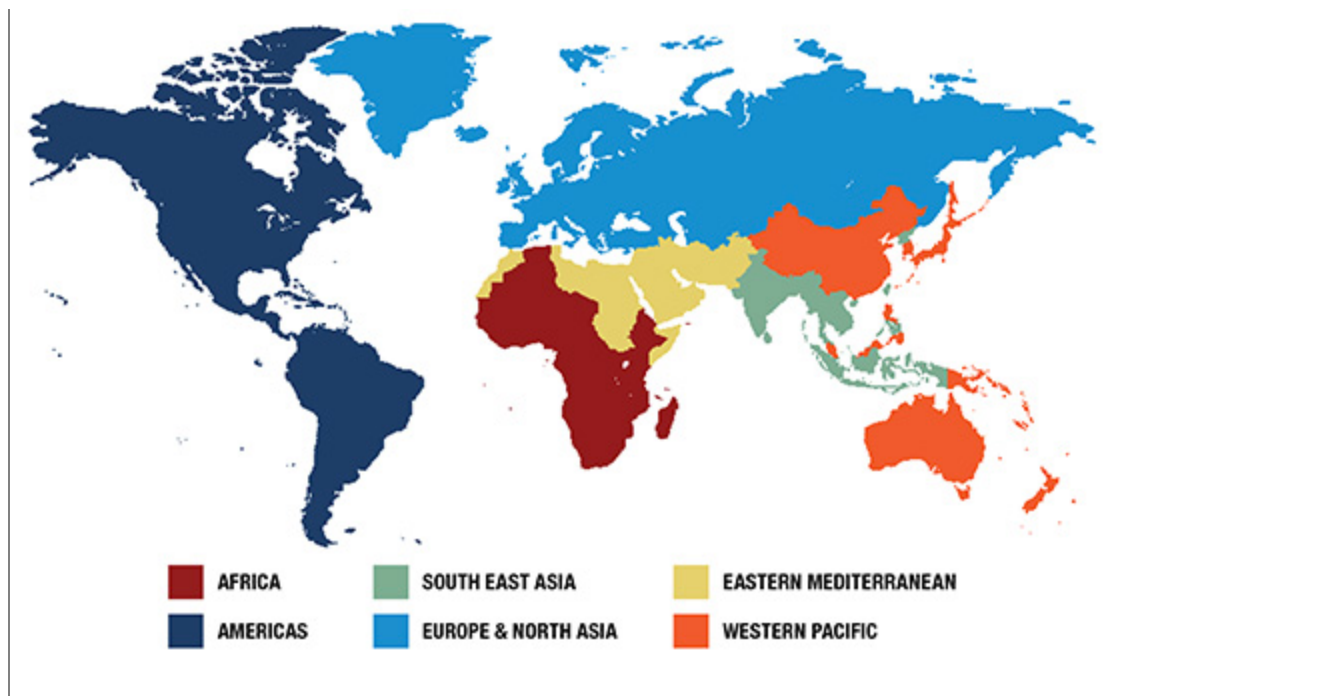 AFRICA
SOUTH EAST ASIA
EASTERN MEDITERRANEAN
AMERICAS
EUROPE & NORTH ASIA
WESTERN PACIFIC